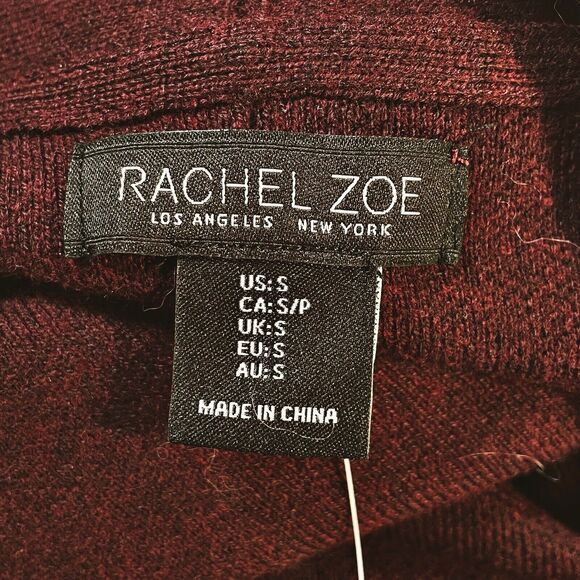 RACHEL ZOE
LOS ANGELES NEW YORK
US: S
CA: S/P
UK: S
EU: S
AU: S
MADE IN CHINA